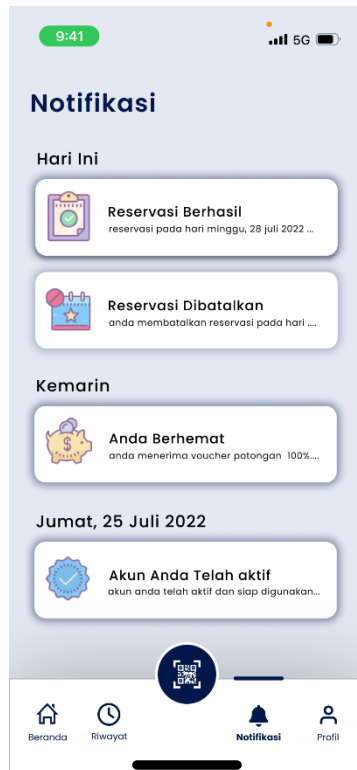 9:41
5G
Notifikasi
Hari Ini
Reservasi Berhasil
reservasi pada hari minggu, 28 juli 2022 ...
Reservasi Dibatalkan
anda membatalkan reservasi pada hari ....
Kemarin
$
Anda Berhemat
anda menerima voucher potongan 100%....
Jumat, 25 Juli 2022
Akun Anda Telah aktif
akun anda telah aktif dan siap digunakan...
Beranda Riwayat Notifikasi Profil